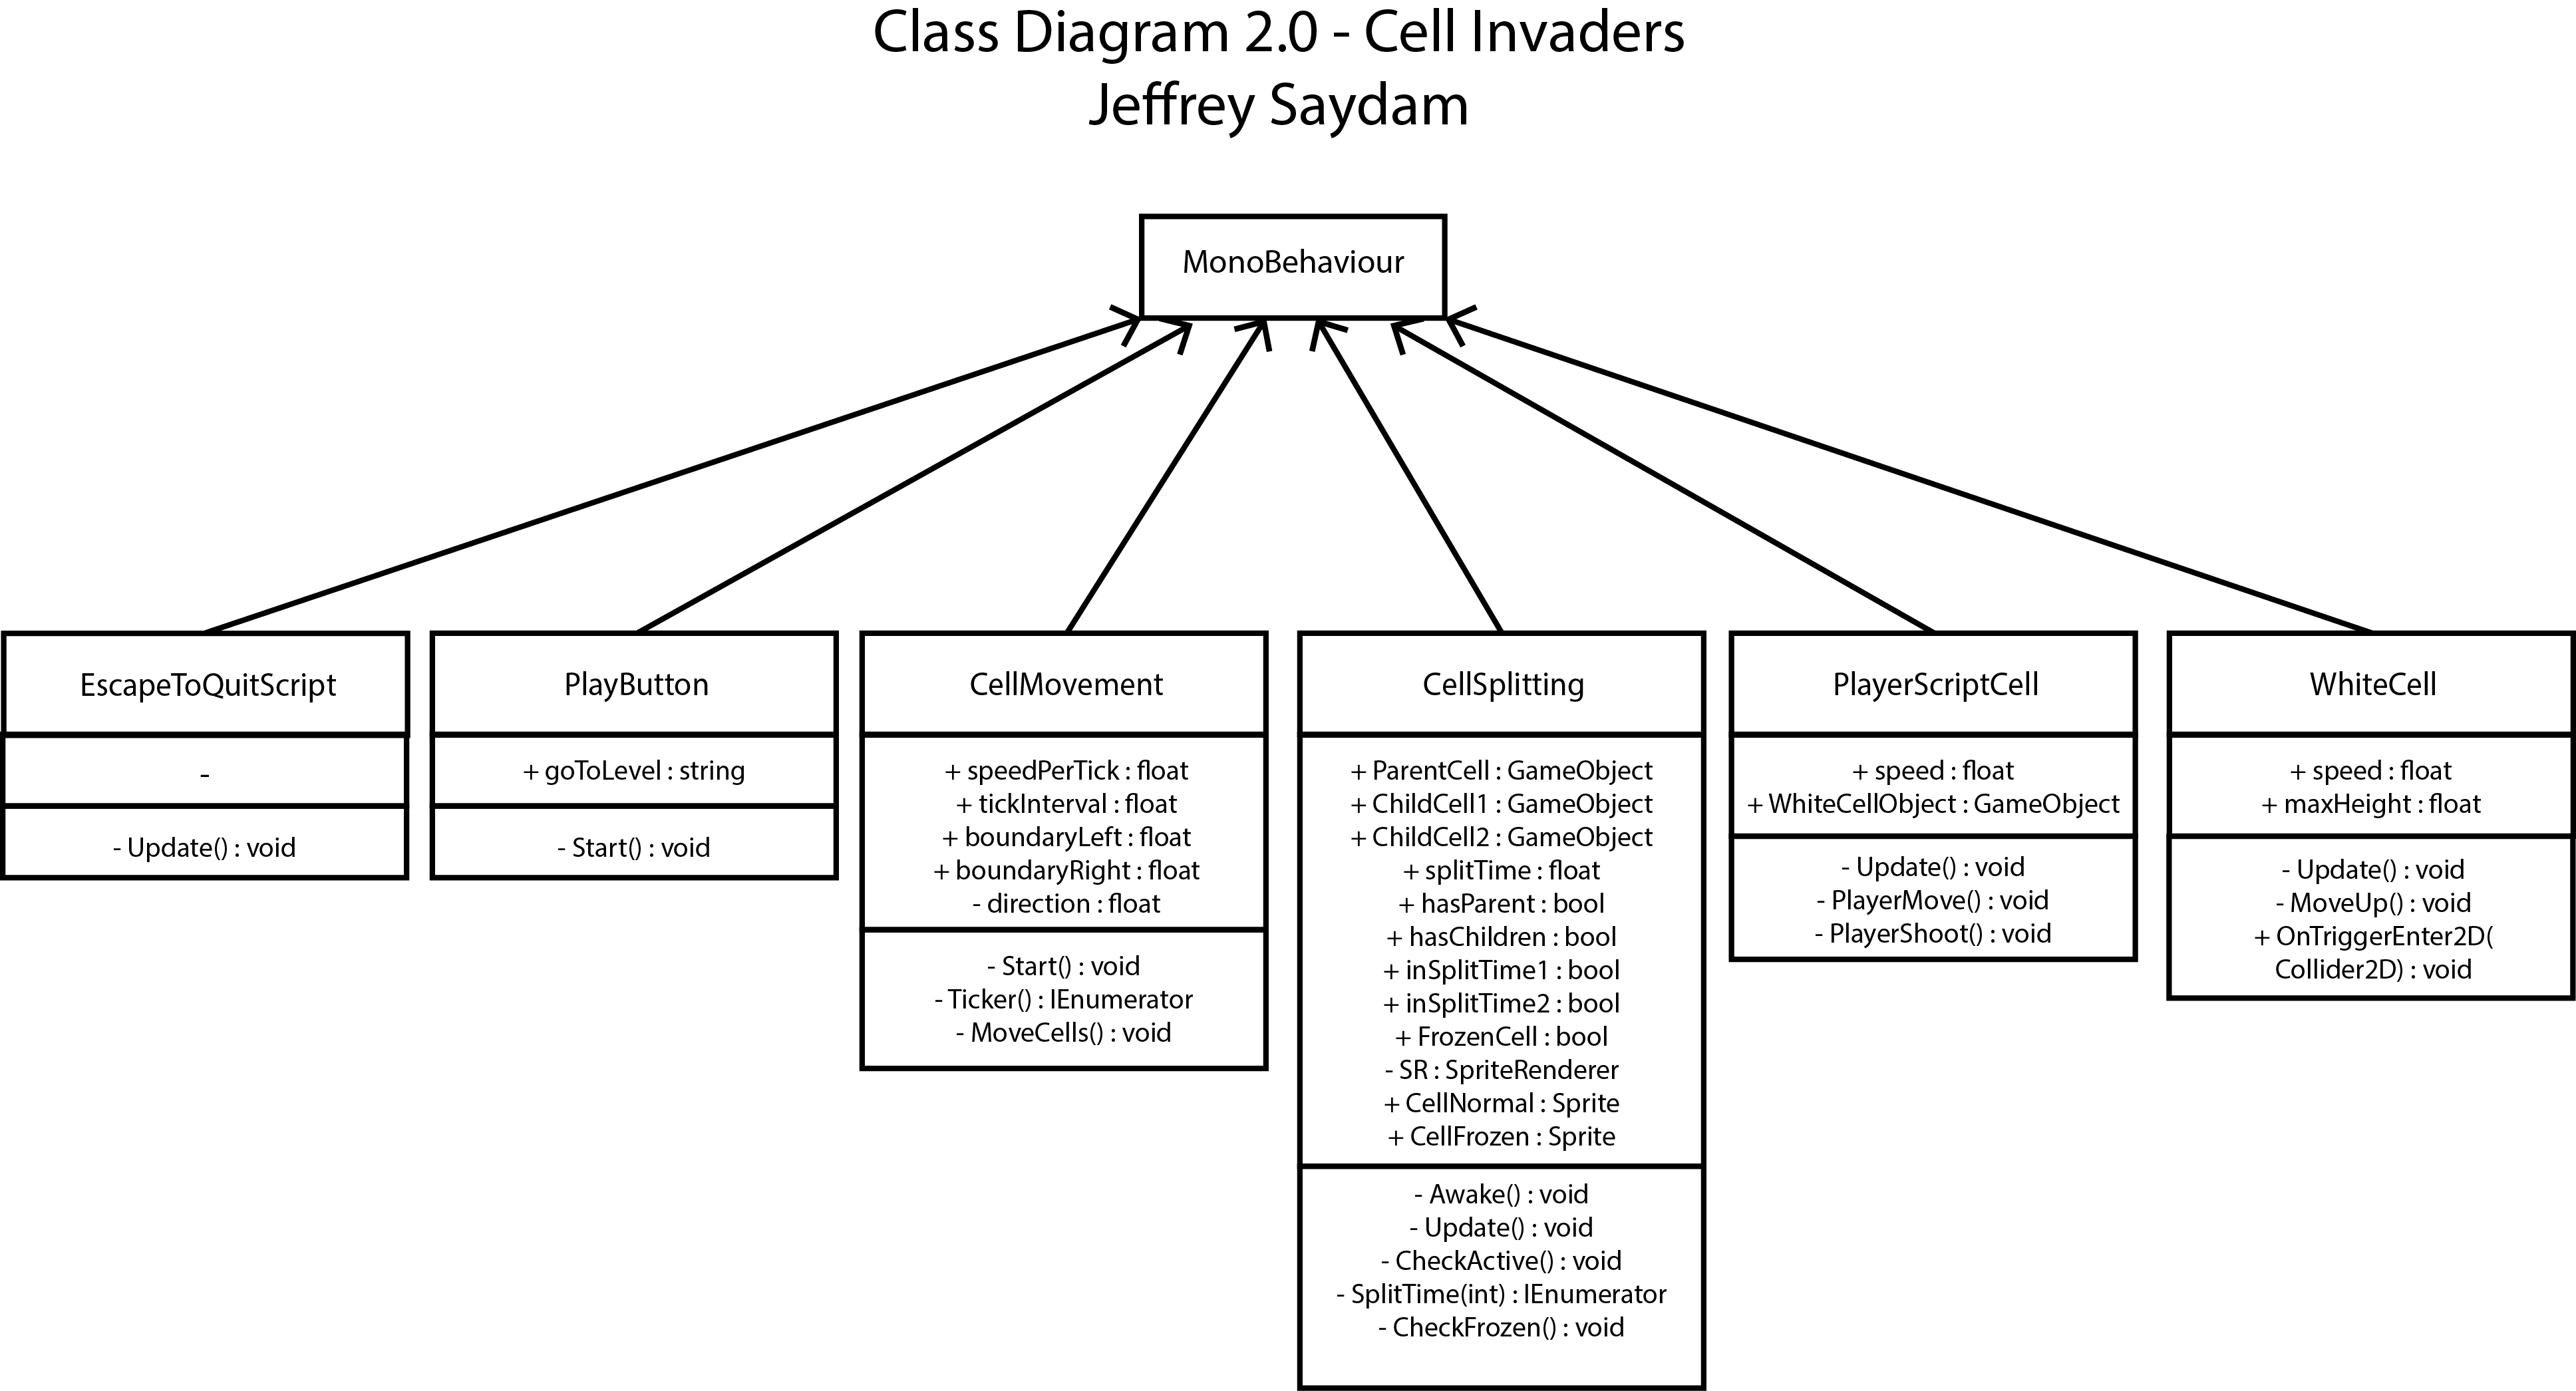 Class Diagram 2.0 - Cell Invaders
Jeffrey Saydam
MonoBehaviour
EscapeToQuitScript
-
- Update() : void
PlayButton
+ goToLevel : string
- Start() : void
CellMovement
+ speedPerTick : float
+ tickInterval : float
+ boundaryLeft : float
+ boundaryRight : float
- direction : float
- Start() : void
- Ticker() : IEnumerator
- MoveCells() : void
CellSplitting
+ ParentCell : GameObject
+ ChildCell1 : GameObject
+ ChildCell2 : GameObject
+ splitTime : float
+ hasParent : bool
+ hasChildren : bool
+ inSplitTime1 : bool
+ inSplitTime2 : bool
+ FrozenCell : bool
- SR : SpriteRenderer
+ CellNormal : Sprite
+ CellFrozen : Sprite
- Awake() : void
- Update() : void
- CheckActive() : void
- SplitTime(int) : IEnumerator
- CheckFrozen() : void
PlayerScriptCell
+ speed : float
+ WhiteCellObject : GameObject
- Update() : void
- PlayerMove() : void
- PlayerShoot() : void
WhiteCell
+ speed : float
+ maxHeight : float
- Update() : void
- MoveUp() : void
+ OnTriggerEnter2D(
Collider2D) : void